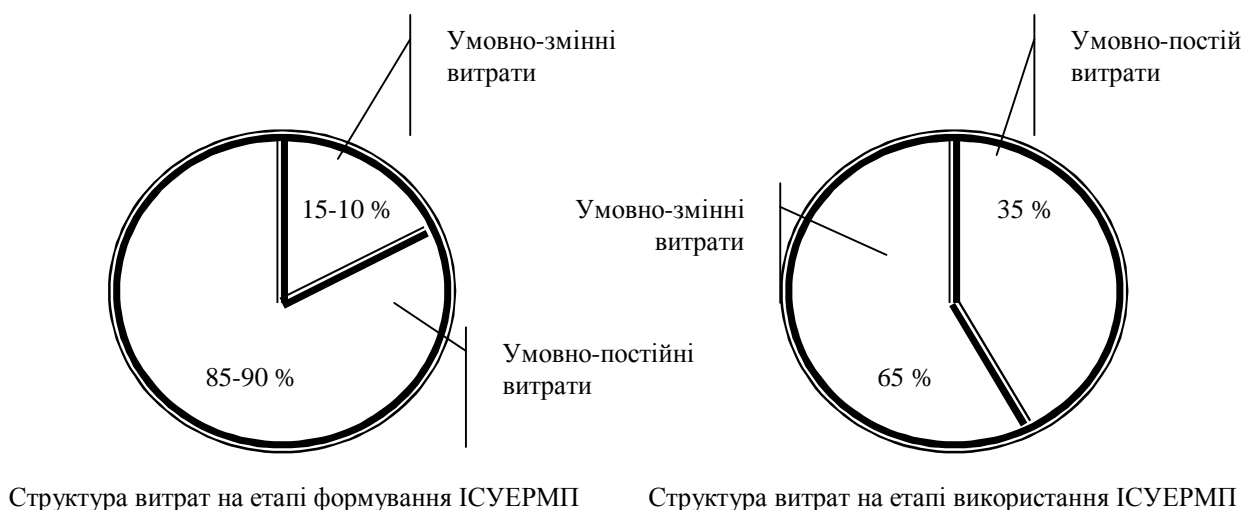 Умовно-змінні
витрати
15-10 %
85-90 %
Умовно-постійні
витрати
Структура витрат на етапі формування ІСУЕРМП
Умовно-постій
витрати
Умовно-змінні
витрати
35 %
65 %
Структура витрат на етапі використання ІСУЕРМП